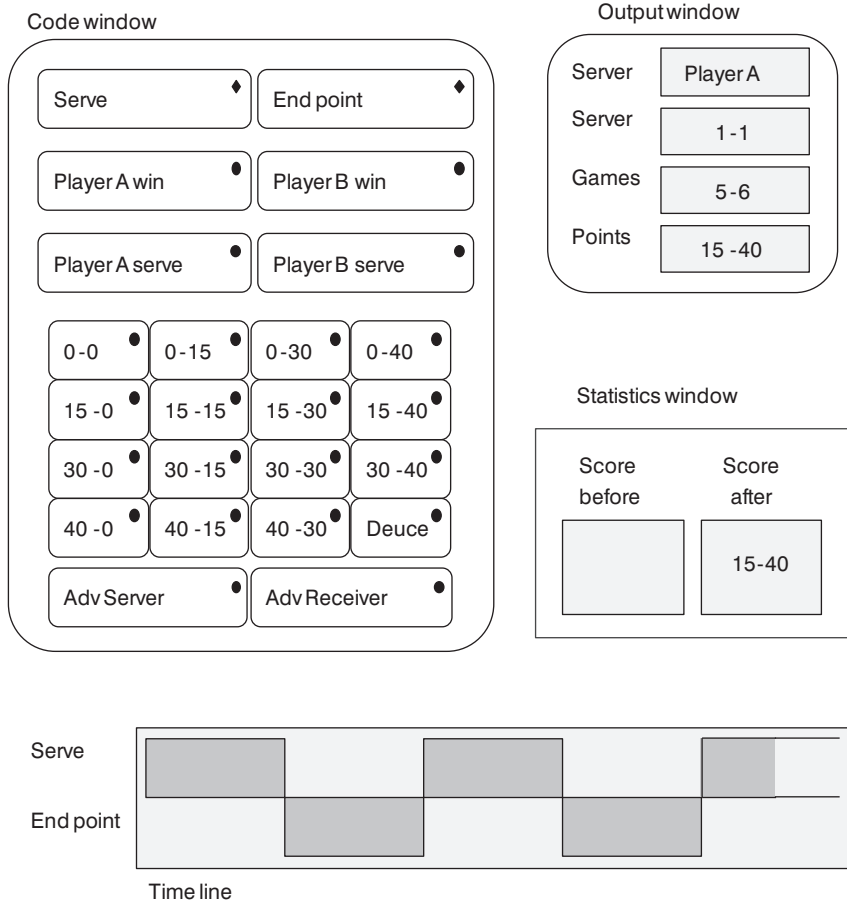 Code window
Serve
End point
Player A win
Player B win
Player A serve
Player B serve
0-0
0-15
0-30
0-40
15-0
15-15
15-30
15-40
30-0
30-15
30-30
30-40
40-0
40-15
40-30
Deuce
Adv Server
Adv Receiver
Output window
Server
Player A
Server
1-1
Games
5-6
Points
15-40
Statistics window
Score before
Score after
15-40
Serve
End point
Time line